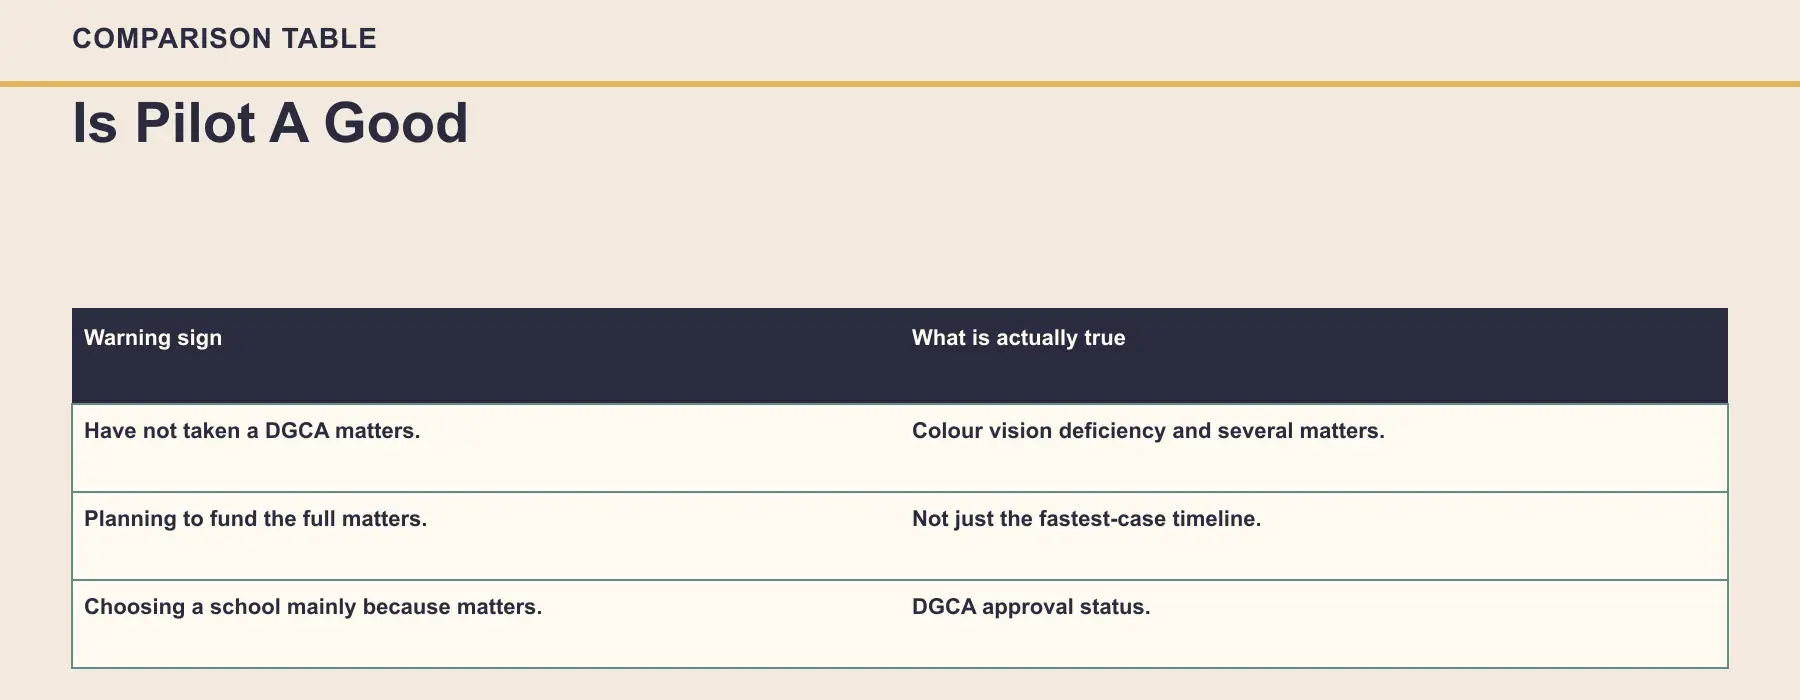 COMPARISON TABLE
Is Pilot A Good
Warning sign
What is actually true
Have not taken a DGCA matters.
Colour vision deficiency and several matters.
Planning to fund the full matters.
Not just the fastest-case timeline.
Choosing a school mainly because matters.
DGCA approval status.